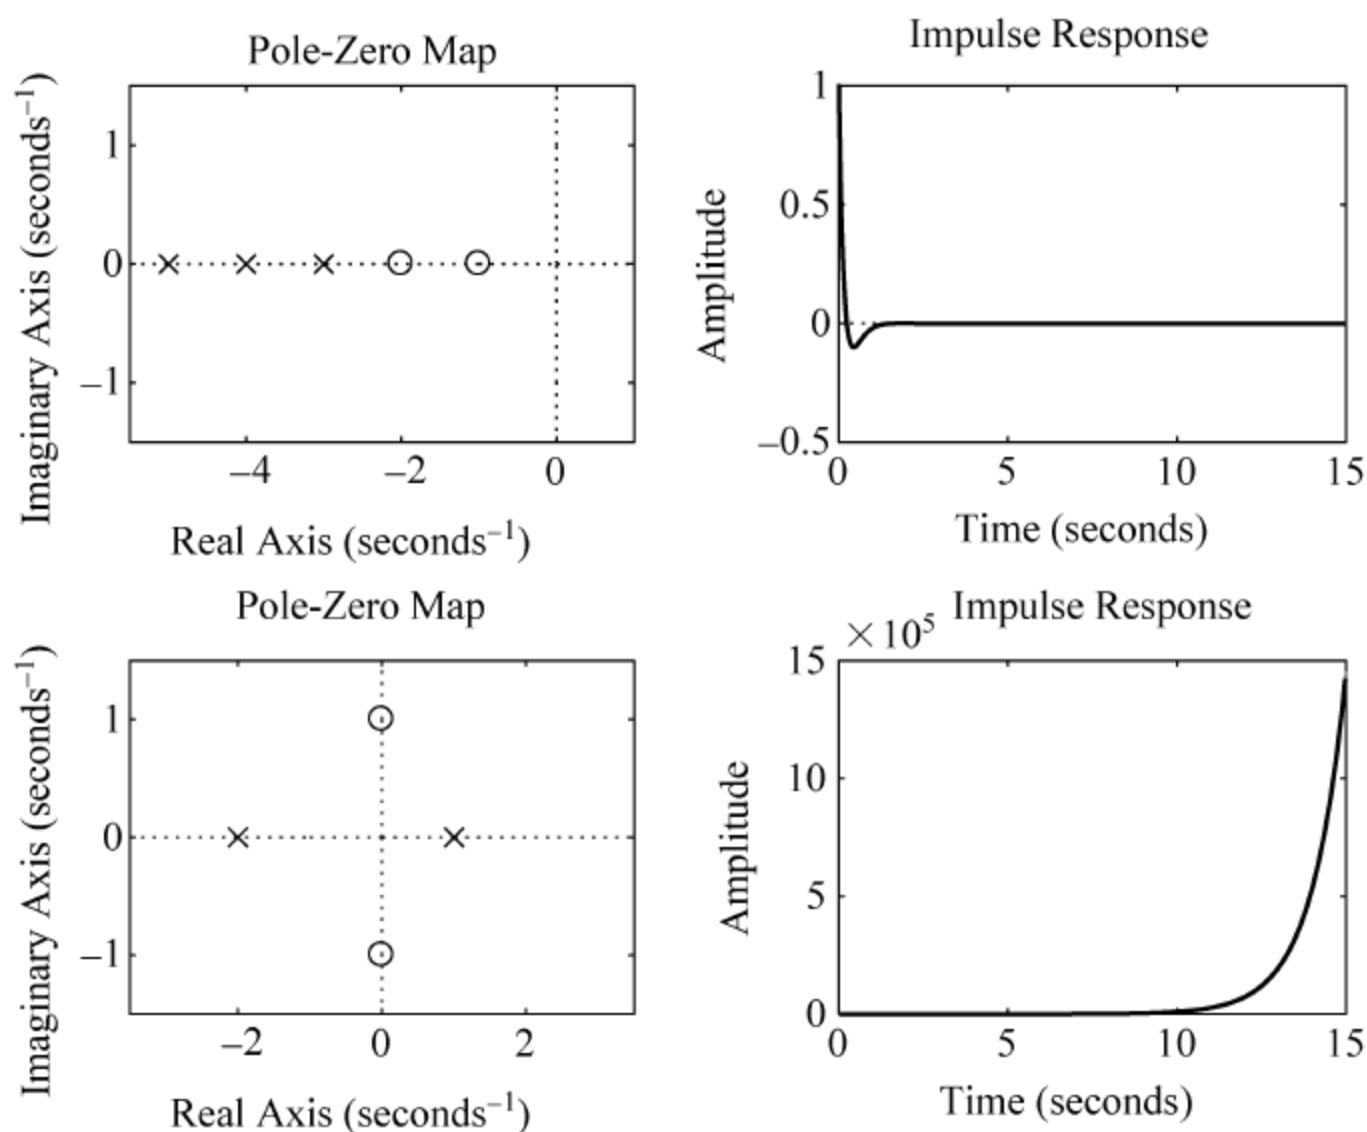 Pole-Zero Map
Imaginary Axis (seconds⁻¹)
1
0
–1
–4
–2
0
Real Axis (seconds⁻¹)
Impulse Response
Amplitude
1
0.5
0
–0.5
0
5
10
15
Time (seconds)
Pole-Zero Map
Imaginary Axis (seconds⁻¹)
1
0
–1
–2
0
2
Real Axis (seconds⁻¹)
×10⁵
Impulse Response
Amplitude
15
10
5
0
0
5
10
15
Time (seconds)